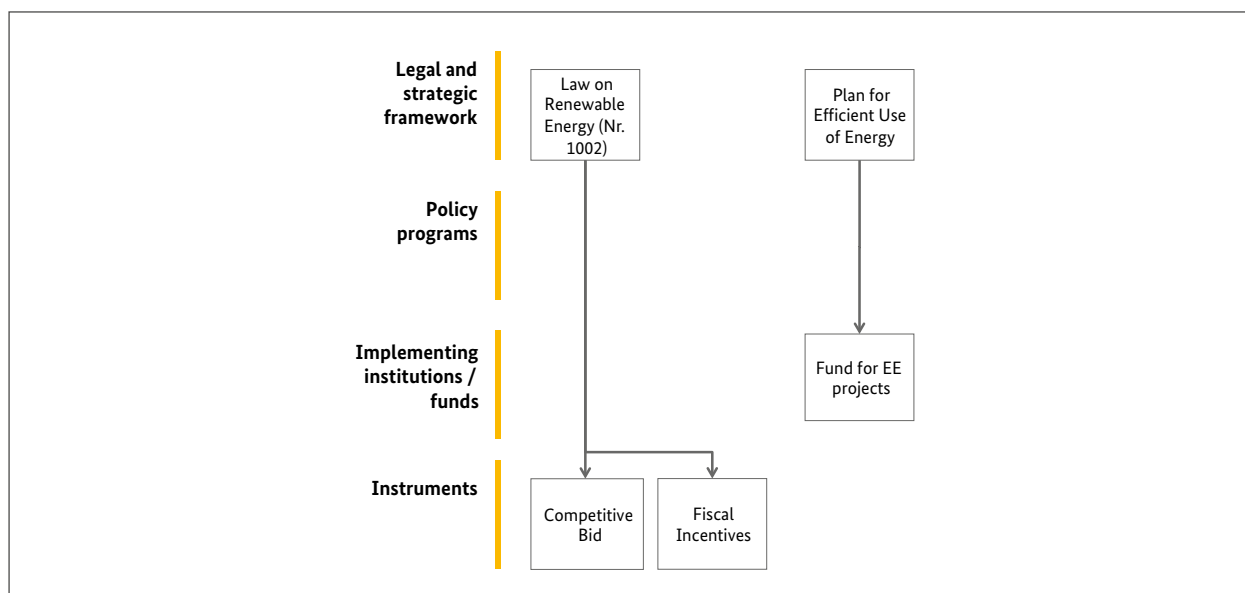 Legal and
strategic
framework
Law on
Renewable
Energy (Nr.
1002)
Plan for
Efficient Use
of Energy
Policy
programs
Implementing
institutions /
funds
Fund for EE
projects
Instruments
Competitive
Bid
Fiscal
Incentives